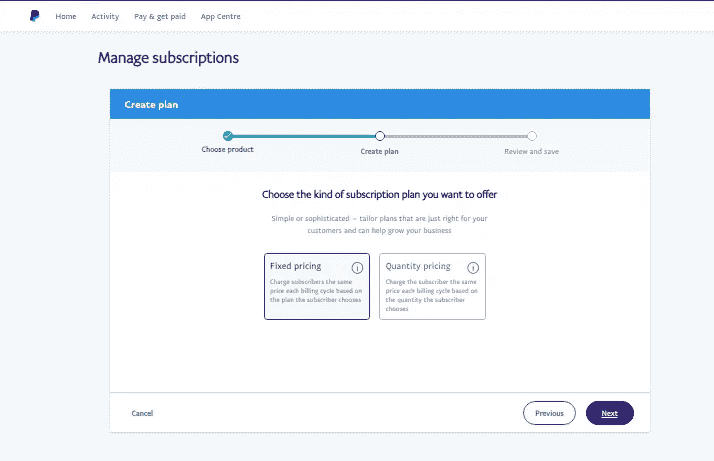 Home Activity Pay & get paid App Centre
Manage subscriptions
Create plan
Choose product
Create plan
Review and save
Choose the kind of subscription plan you want to offer
Simple or sophisticated – tailor plans that are just right for your
customers and can help grow your business
Fixed pricing
Charge subscribers the same
price each billing cycle based on
the plan the subscriber chooses
Quantity pricing
Charge the subscriber the same
price each billing cycle based on
the quantity the subscriber
chooses
Cancel
Previous
Next